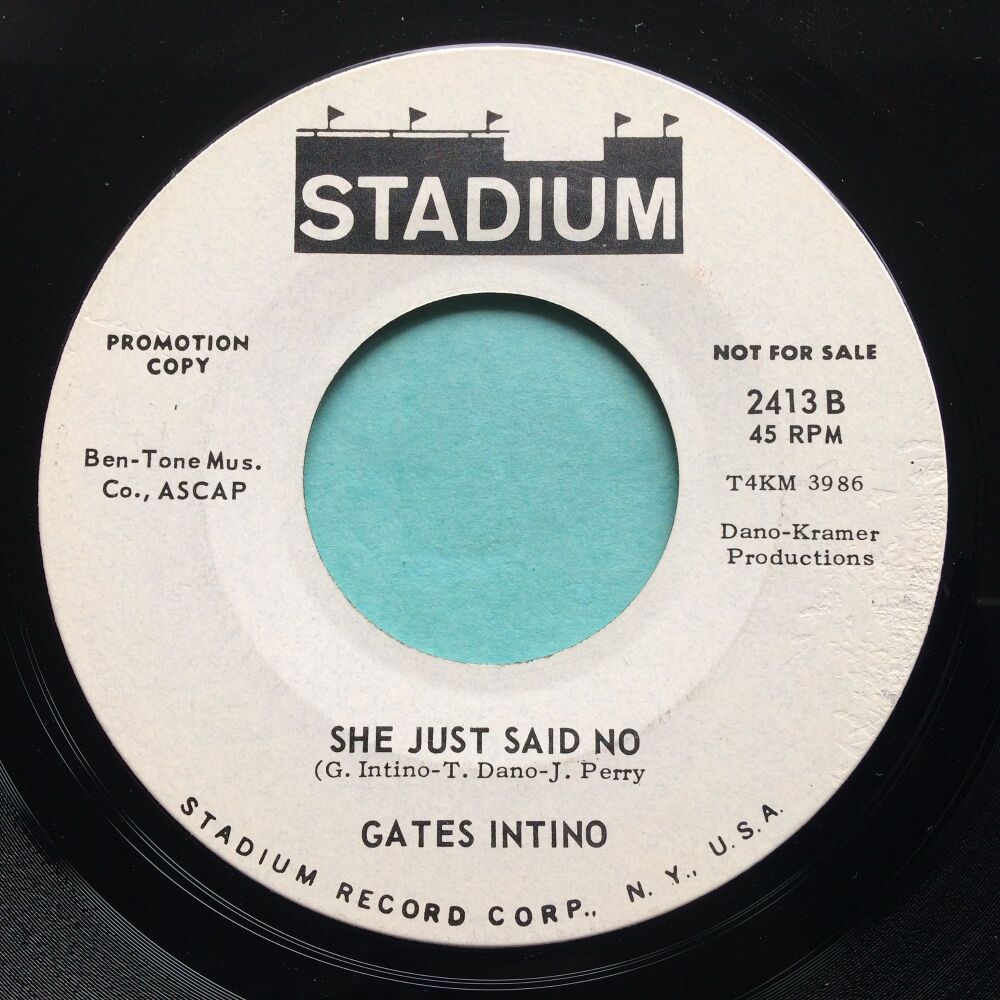 STADIUM
PROMOTION
COPY
Ben-Tone Mus.
Co., ASCAP
NOT FOR SALE
2413 B
45 RPM
T4KM 3986
Dano-Kramer
Productions
SHE JUST SAID NO
(G. Intino-T. Dano-J. Perry
GATES INTINO
STADIUM RECORD CORP., N. Y., U.S.A.